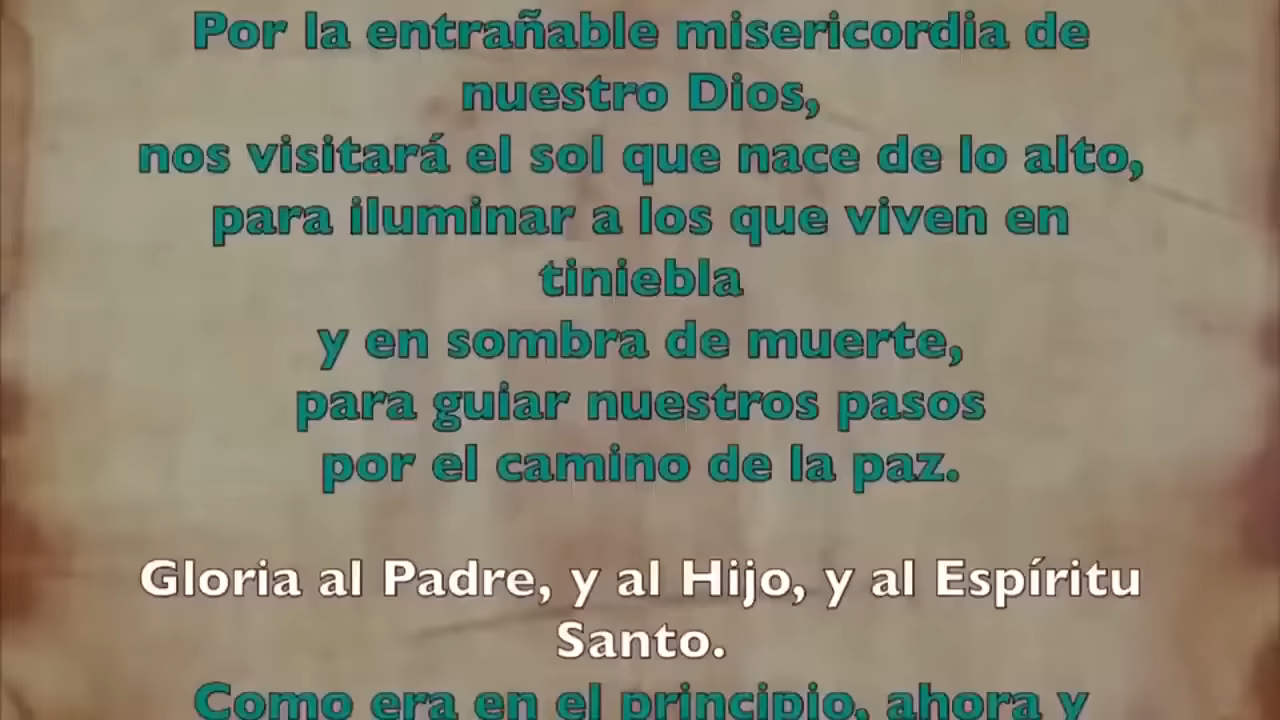 Por la entrañable misericordia de
nuestro Dios,
nos visitará el sol que nace de lo alto,
para iluminar a los que viven en
tiniebla
y en sombra de muerte,
para guiar nuestros pasos
por el camino de la paz.
Gloria al Padre, y al Hijo, y al Espíritu
Santo.
Como era en el principio, ahora y